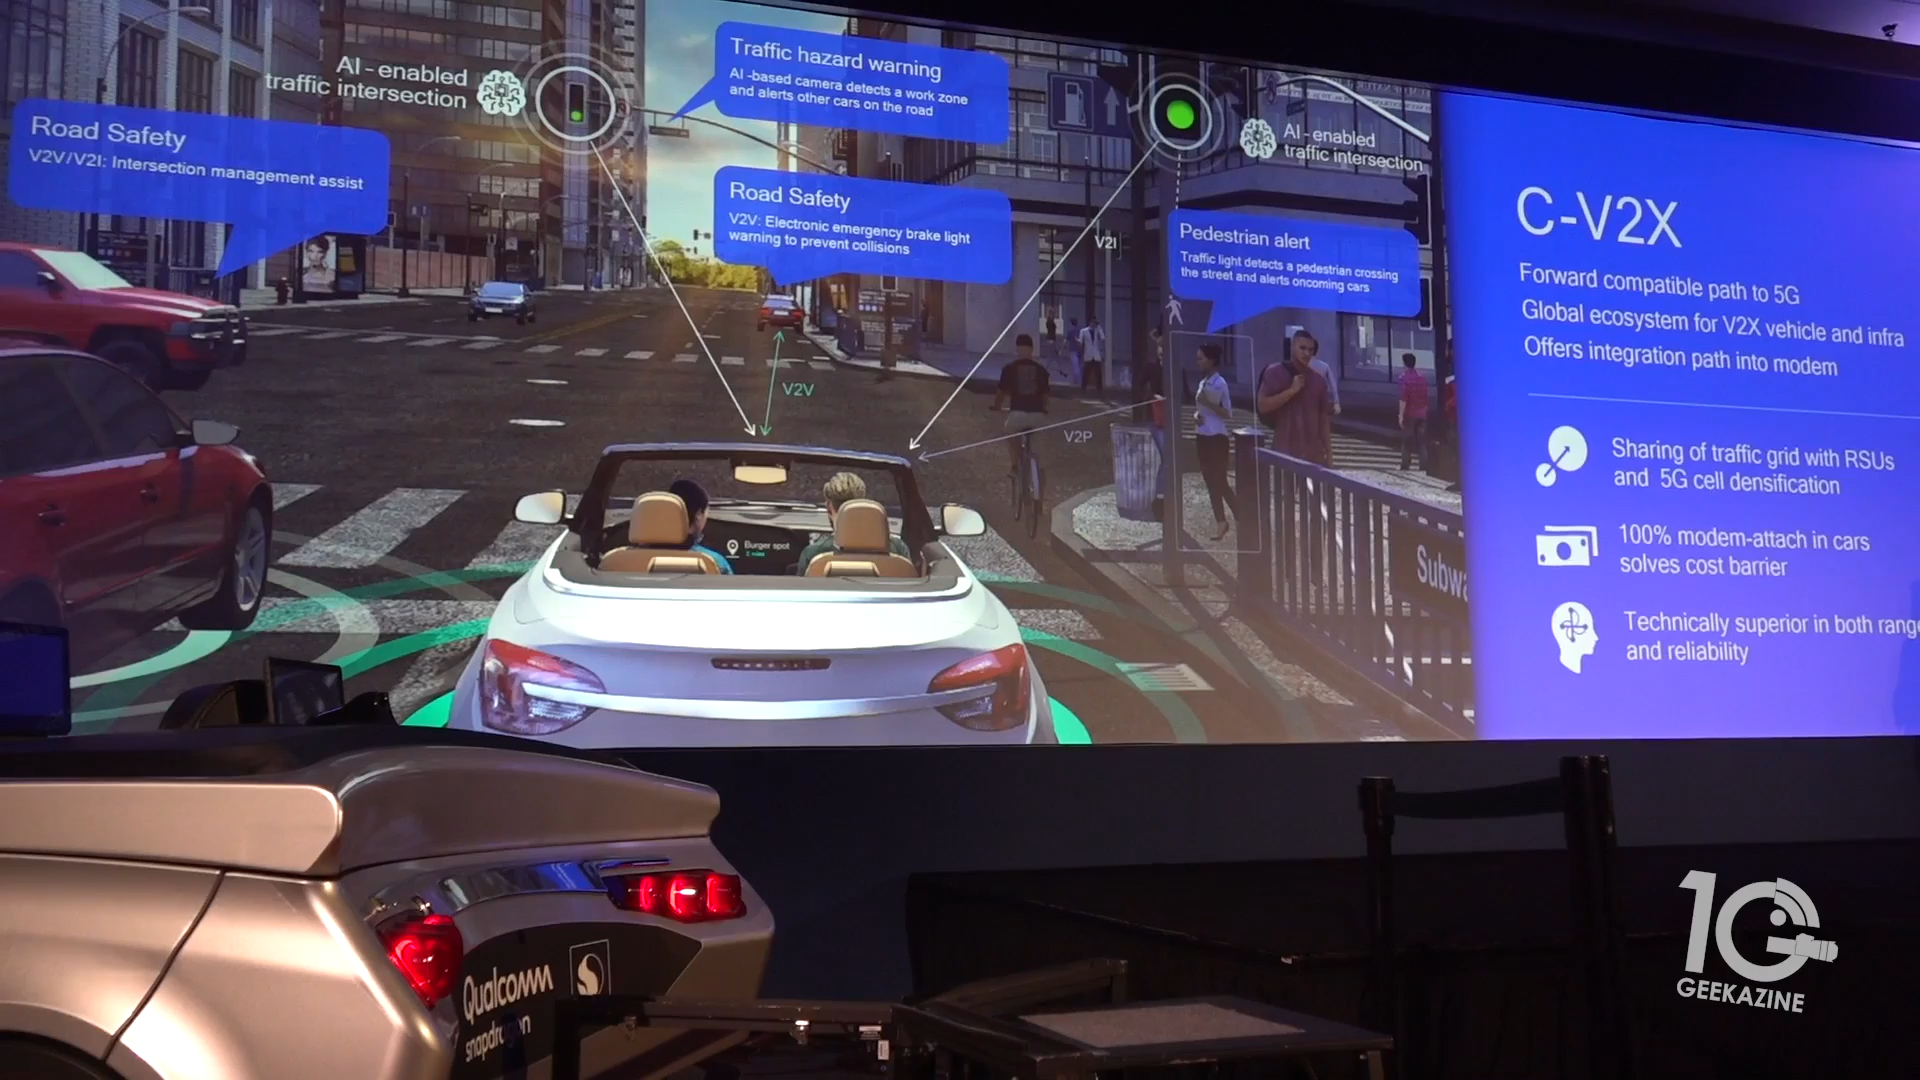 AI-enabled
traffic intersection
Road Safety
V2V/V2I: Intersection management assist
Traffic hazard warning
AI-based camera detects a work zone
and alerts other cars on the road
Road Safety
V2V: Electronic emergency brake light
warning to prevent collisions
AI-enabled
traffic intersection
V2I
Pedestrian alert
Traffic light detects a pedestrian crossing
the street and alerts oncoming cars
V2V
V2P
Burger spot
Subwa
C-V2X
Forward compatible path to 5G
Global ecosystem for V2X vehicle and infra
Offers integration path into modem
Sharing of traffic grid with RSUs
and 5G cell densification
100% modem-attach in cars
solves cost barrier
Technically superior in both range
and reliability
Qualcomm
snapdragon
10
GEEKAZINE